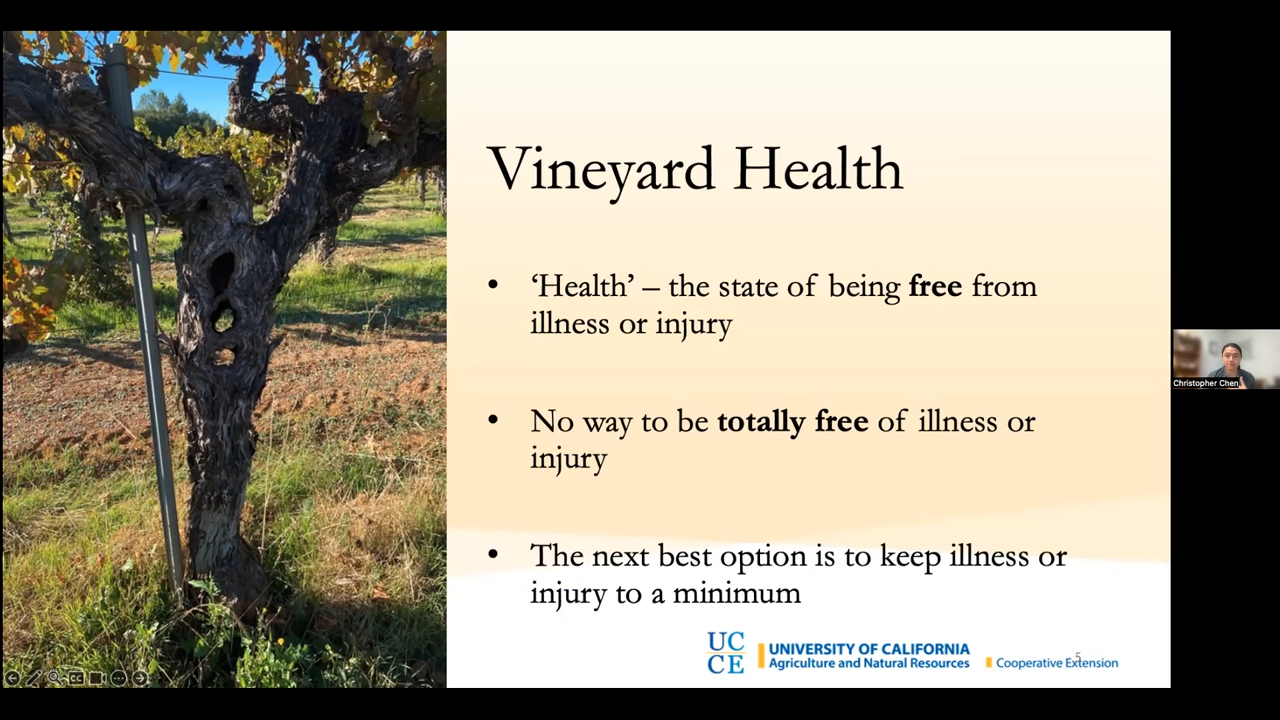 Vineyard Health
• ‘Health’ – the state of being free from
illness or injury
• No way to be totally free of illness or
injury
• The next best option is to keep illness or
injury to a minimum
UC
CE
UNIVERSITY OF CALIFORNIA
Agriculture and Natural Resources
Cooperative Extension
5
Christopher Chen
CC